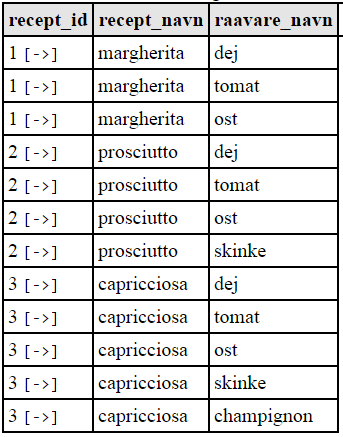 recept_id recept_navn raavare_navn
1 [->] margherita dej
1 [->] margherita tomat
1 [->] margherita ost
2 [->] prosciutto dej
2 [->] prosciutto tomat
2 [->] prosciutto ost
2 [->] prosciutto skinke
3 [->] capricciosa dej
3 [->] capricciosa tomat
3 [->] capricciosa ost
3 [->] capricciosa skinke
3 [->] capricciosa champignon